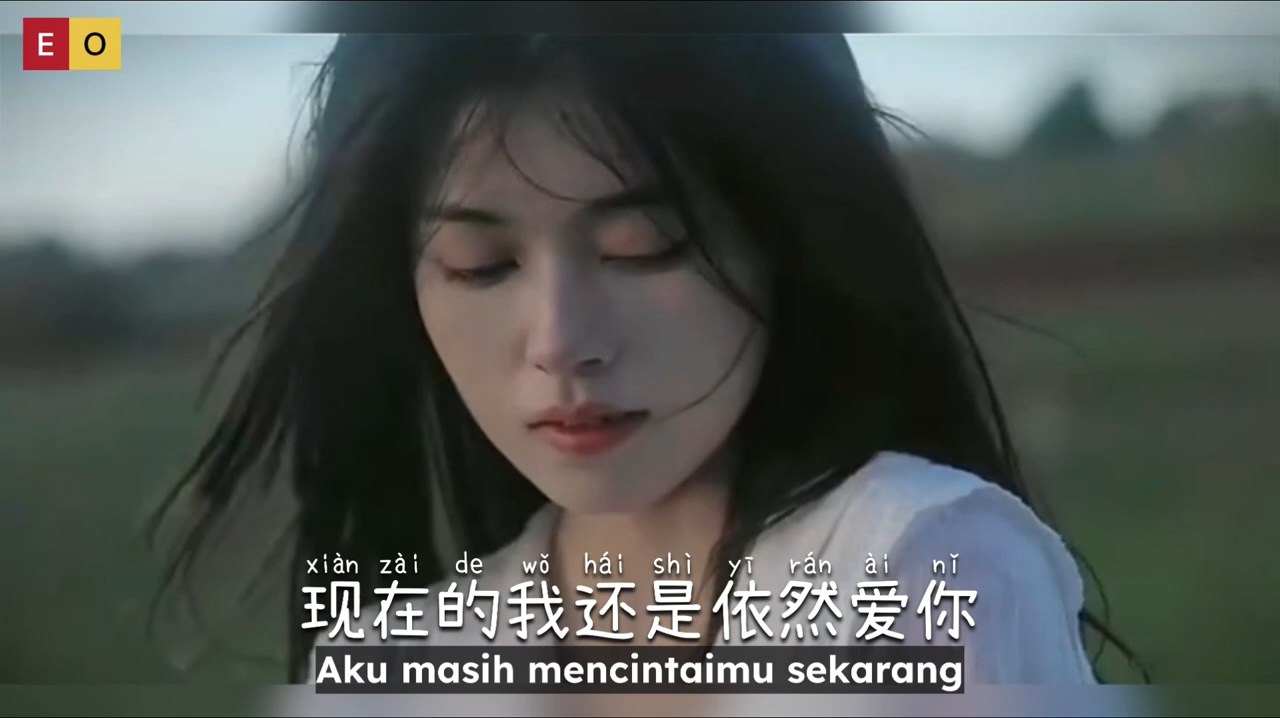 E O
xiàn zài de wǒ hái shì yī rán ài nǐ
现在的我还是依然爱你
Aku masih mencintaimu sekarang